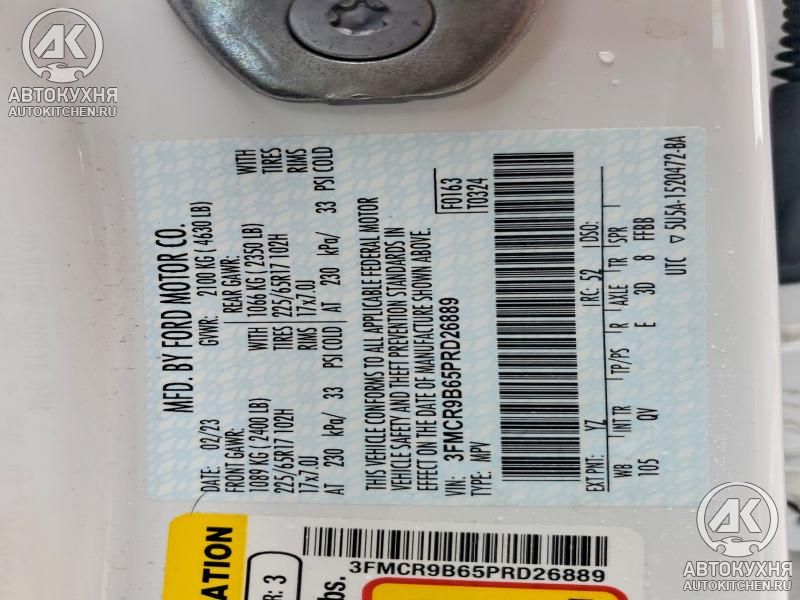 AK
АВТОКУХНЯ
AUTOKITCHEN.RU
MFD. BY FORD MOTOR CO.
DATE: 02/23 GVWR: 2100 KG ( 4630 LB)
FRONT GAWR: REAR GAWR:
1089 KG ( 2400 LB) WITH 1066 KG ( 2350 LB) WITH
225/65R17 102H TIRES 225/65R17 102H TIRES
17x7.0J RIMS 17x7.0J RIMS
AT 230 kPa/ 33 PSI COLD AT 230 kPa/ 33 PSI COLD
THIS VEHICLE CONFORMS TO ALL APPLICABLE FEDERAL MOTOR
VEHICLE SAFETY AND THEFT PREVENTION STANDARDS IN
EFFECT ON THE DATE OF MANUFACTURE SHOWN ABOVE.
VIN: 3FMCR9B65PRD26889 F0163
TYPE: MPV T0324
EXT PNT: YZ RC: 52 DSO:
WB INT TR TP/PS R AXLE TR SPR
105 QV E 3D 8 FFBB
UTC ▽ 5U5A-1520472-BA
3FMCR9B65PRD26889
ATION
R: 3
bs.
AK
АВТОКУХНЯ
AUTOKITCHEN.RU